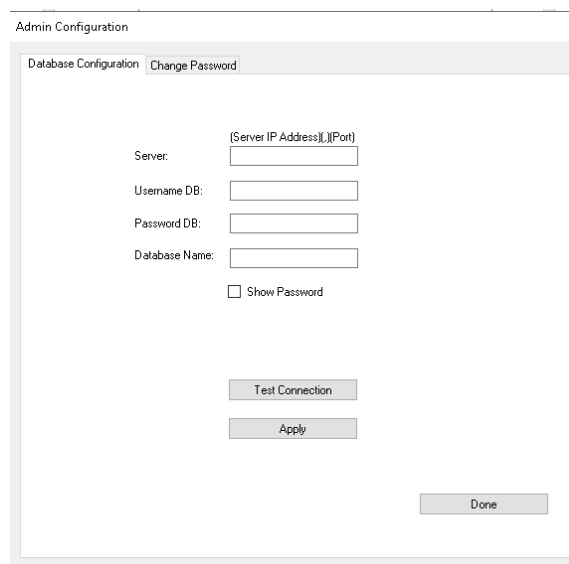 Admin Configuration
Database Configuration Change Password
(Server IP Address)(,)(Port)
Server:
Username DB:
Password DB:
Database Name:
Show Password
Test Connection
Apply
Done